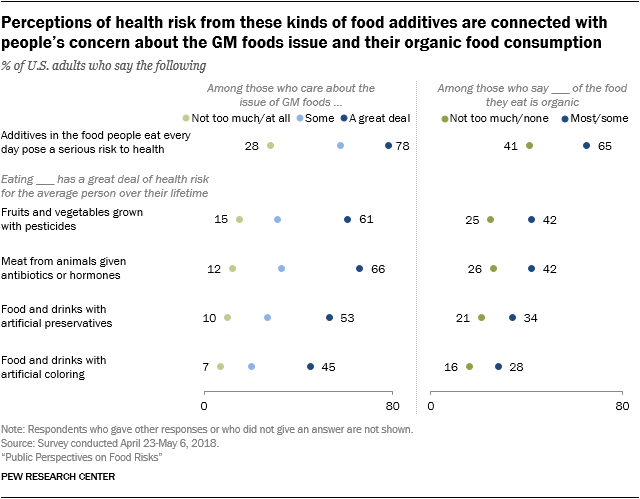 Perceptions of health risk from these kinds of food additives are connected with
people's concern about the GM foods issue and their organic food consumption
% of U.S. adults who say the following
Among those who care about the
issue of GM foods ...
Among those who say ___ of the food
they eat is organic
Not too much/at all Some A great deal
Not too much/none Most/some
Additives in the food people eat every
day pose a serious risk to health
28 78 41 65
Eating ___ has a great deal of health risk
for the average person over their lifetime
Fruits and vegetables grown
with pesticides
15 61 25 42
Meat from animals given
antibiotics or hormones
12 66 26 42
Food and drinks with
artificial preservatives
10 53 21 34
Food and drinks with
artificial coloring
7 45 16 28
0 80 0 80
Note: Respondents who gave other responses or who did not give an answer are not shown.
Source: Survey conducted April 23-May 6, 2018.
"Public Perspectives on Food Risks"
PEW RESEARCH CENTER